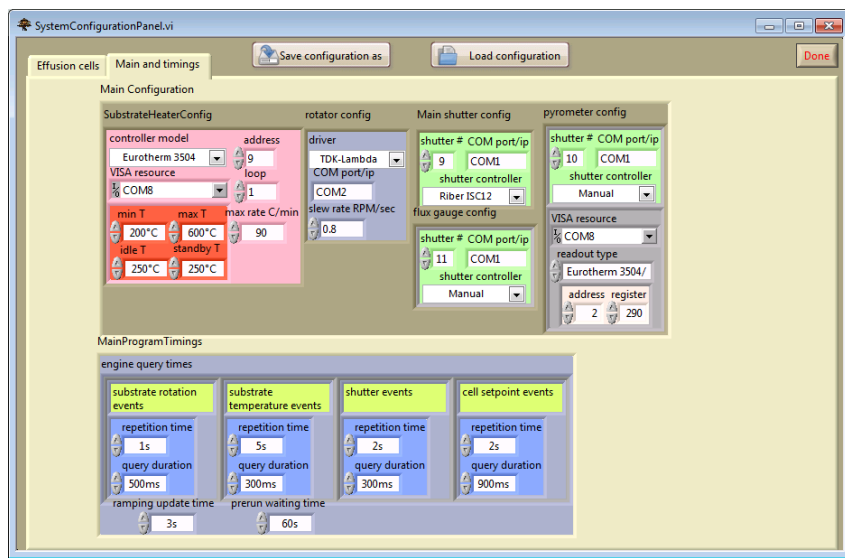 SystemConfigurationPanel.vi
Effusion cells
Main and timings
Save configuration as
Load configuration
Done
Main Configuration
SubstrateHeaterConfig
controller model
Eurotherm 3504
address
9
VISA resource
COM8
loop
1
min T
200°C
max T
600°C
max rate C/min
90
idle T
250°C
standby T
250°C
rotator config
driver
TDK-Lambda
COM port/ip
COM2
slew rate RPM/sec
0.8
Main shutter config
shutter # COM port/ip
9 COM1
shutter controller
Riber ISC12
flux gauge config
shutter # COM port/ip
11 COM1
shutter controller
Manual
pyrometer config
shutter # COM port/ip
10 COM1
shutter controller
Manual
VISA resource
COM8
readout type
Eurotherm 3504/
address register
2 290
MainProgramTimings
engine query times
substrate rotation
events
repetition time
1s
query duration
500ms
substrate
temperature events
repetition time
5s
query duration
300ms
shutter events
repetition time
2s
query duration
300ms
cell setpoint events
repetition time
2s
query duration
900ms
ramping update time
3s
prerun waiting time
60s